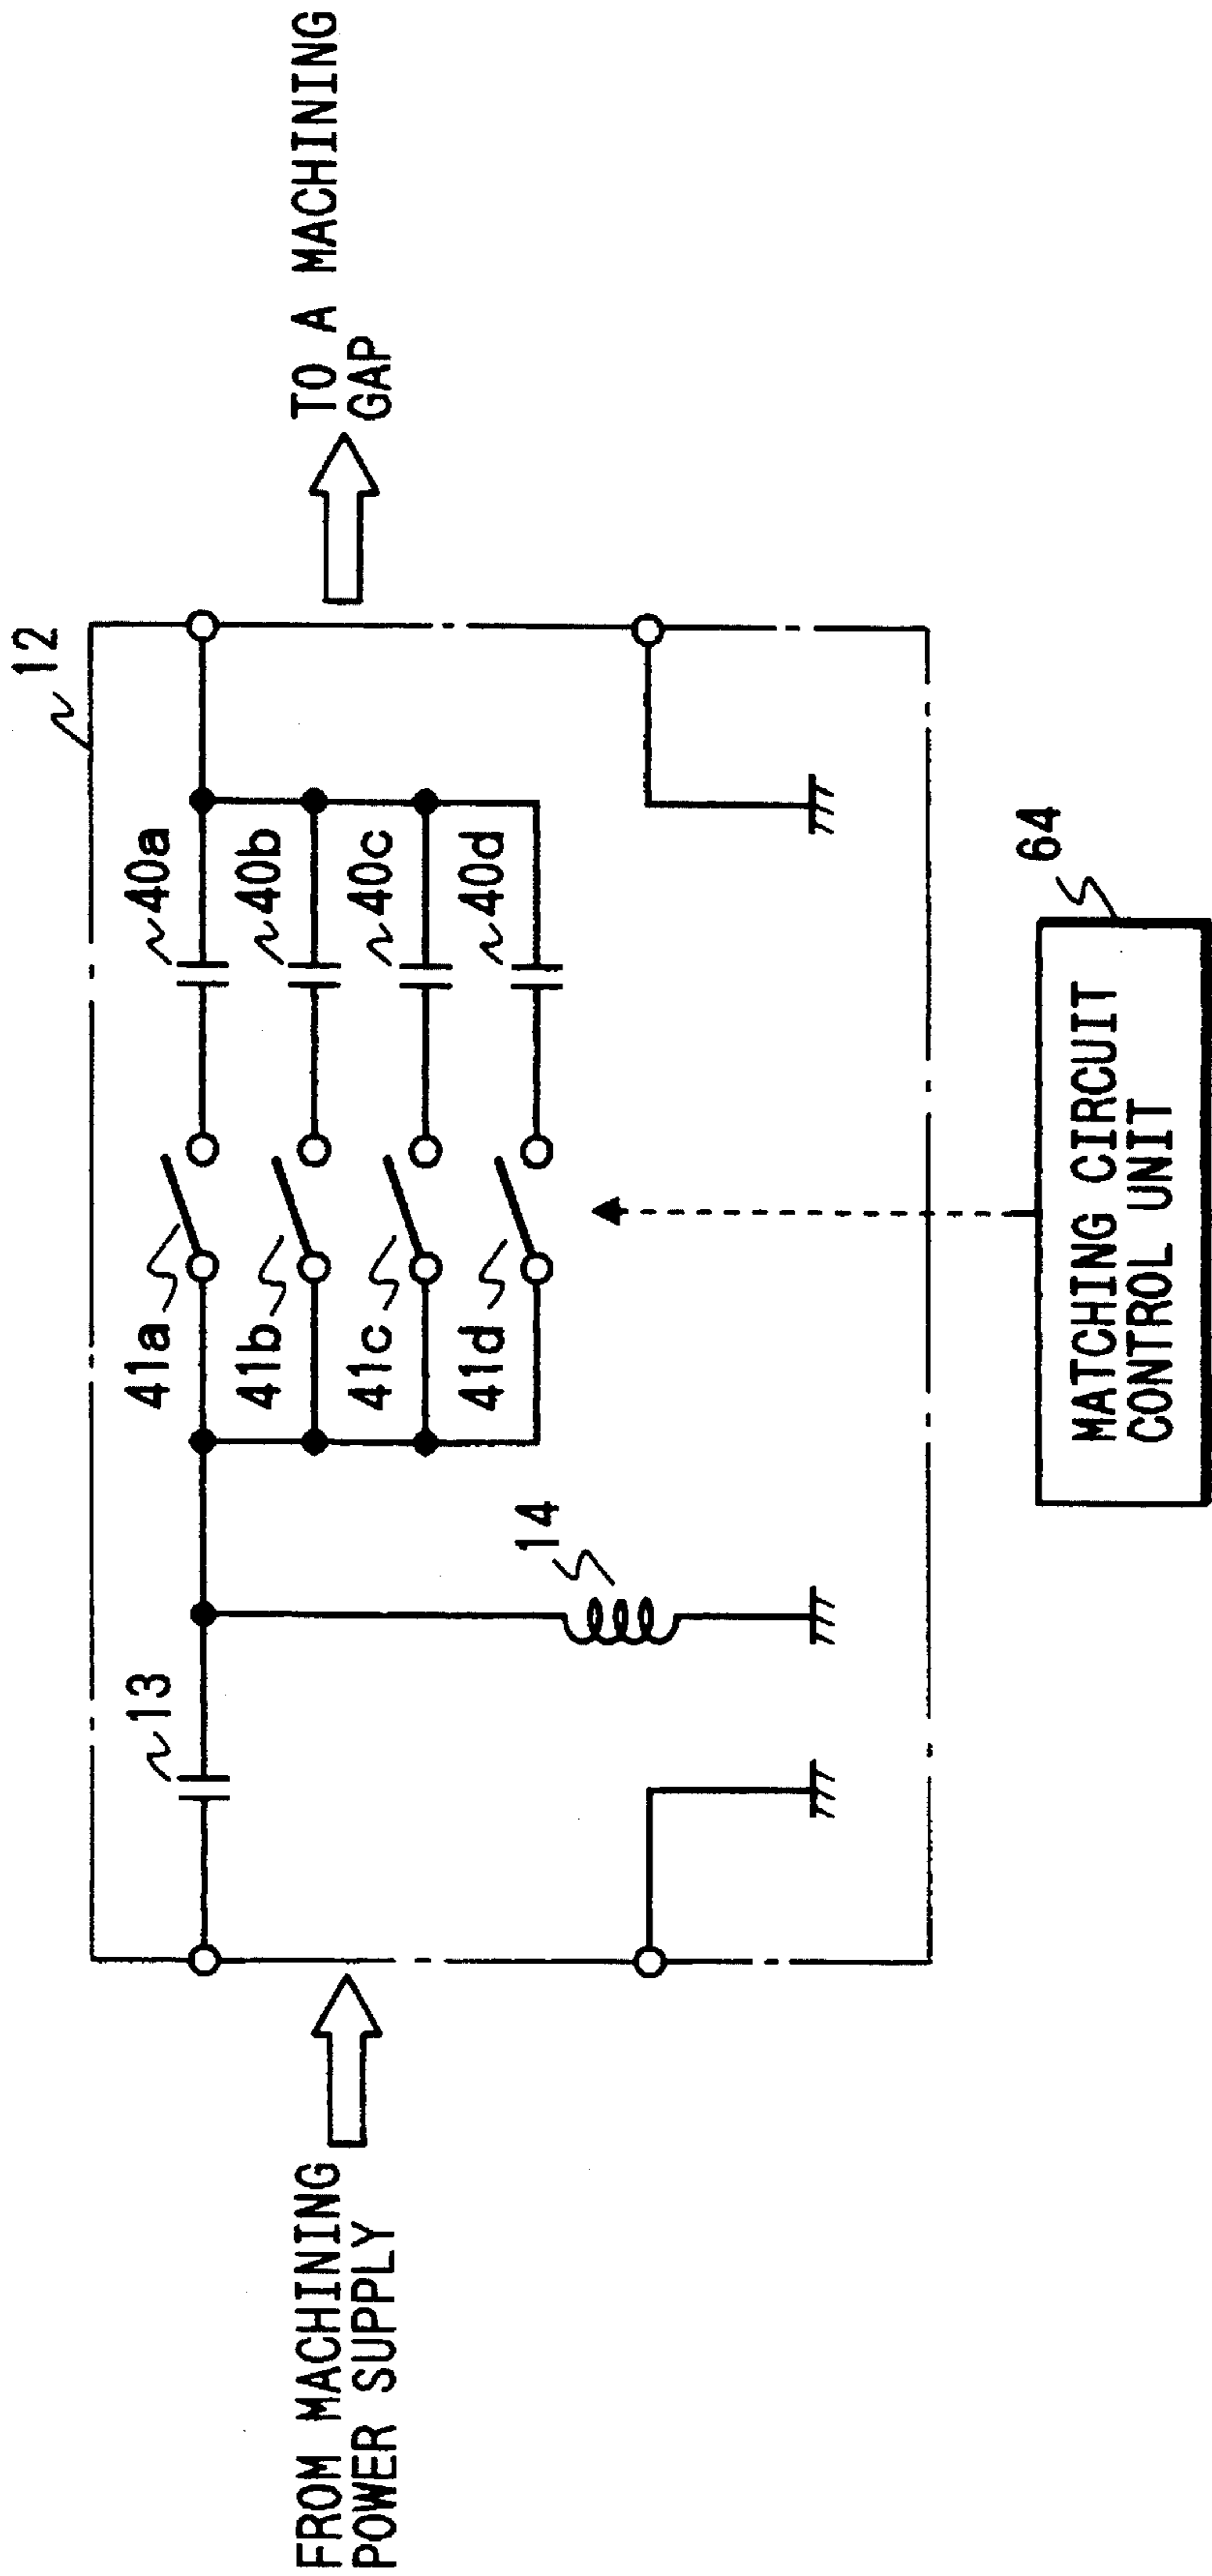 12
13
14
41a
41b
41c
41d
40a
40b
40c
40d
FROM MACHINING
POWER SUPPLY
TO A MACHINING
GAP
64
MATCHING CIRCUIT
CONTROL UNIT